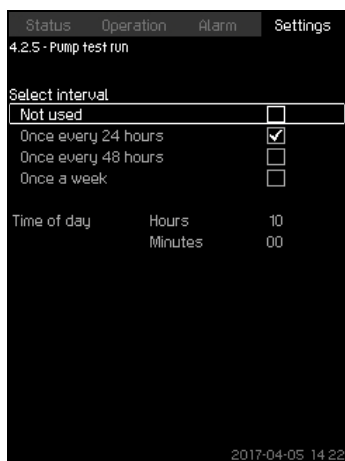 Status Operation Alarm Settings
4.2.5 - Pump test run
Select interval
Not used
Once every 24 hours
Once every 48 hours
Once a week
Time of day Hours 10
Minutes 00
2017-04-05 14:22